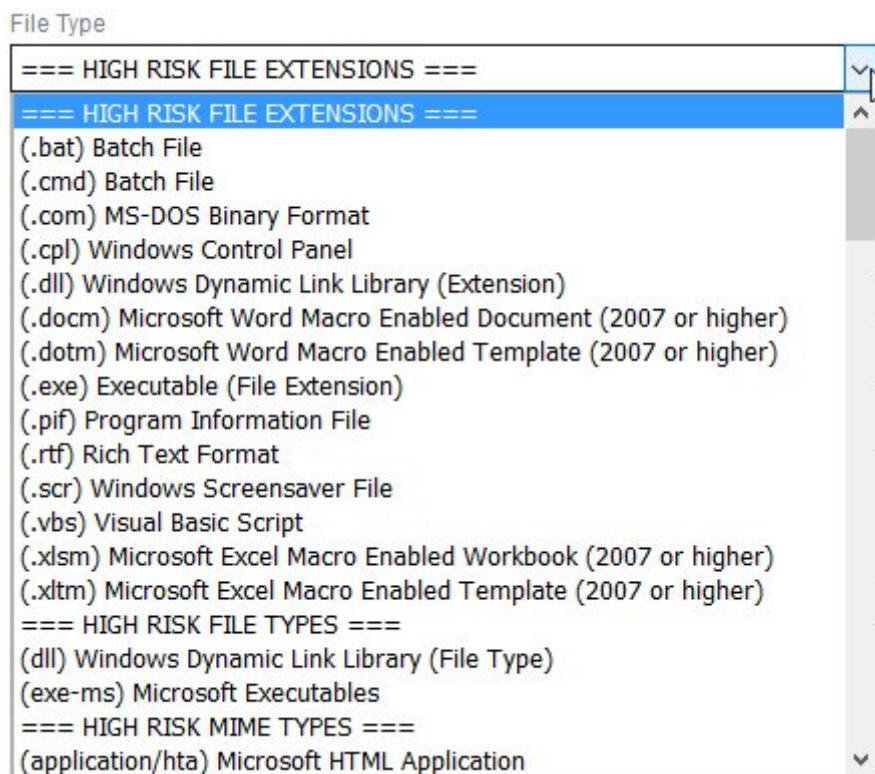 File Type
=== HIGH RISK FILE EXTENSIONS ===
=== HIGH RISK FILE EXTENSIONS ===
(.bat) Batch File
(.cmd) Batch File
(.com) MS-DOS Binary Format
(.cpl) Windows Control Panel
(.dll) Windows Dynamic Link Library (Extension)
(.docm) Microsoft Word Macro Enabled Document (2007 or higher)
(.dotm) Microsoft Word Macro Enabled Template (2007 or higher)
(.exe) Executable (File Extension)
(.pif) Program Information File
(.rtf) Rich Text Format
(.scr) Windows Screensaver File
(.vbs) Visual Basic Script
(.xlsm) Microsoft Excel Macro Enabled Workbook (2007 or higher)
(.xltm) Microsoft Excel Macro Enabled Template (2007 or higher)
=== HIGH RISK FILE TYPES ===
(dll) Windows Dynamic Link Library (File Type)
(exe-ms) Microsoft Executables
=== HIGH RISK MIME TYPES ===
(application/hta) Microsoft HTML Application